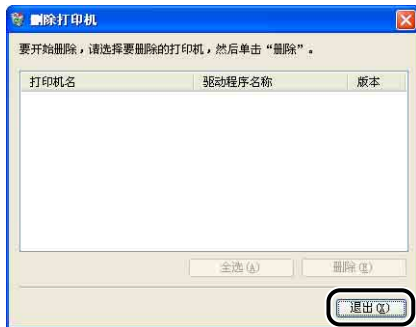 删除打印机
要开始删除，请选择要删除的打印机，然后单击“删除”。
打印机名 驱动程序名称 版本
全选(A) 删除(E)
退出(X)